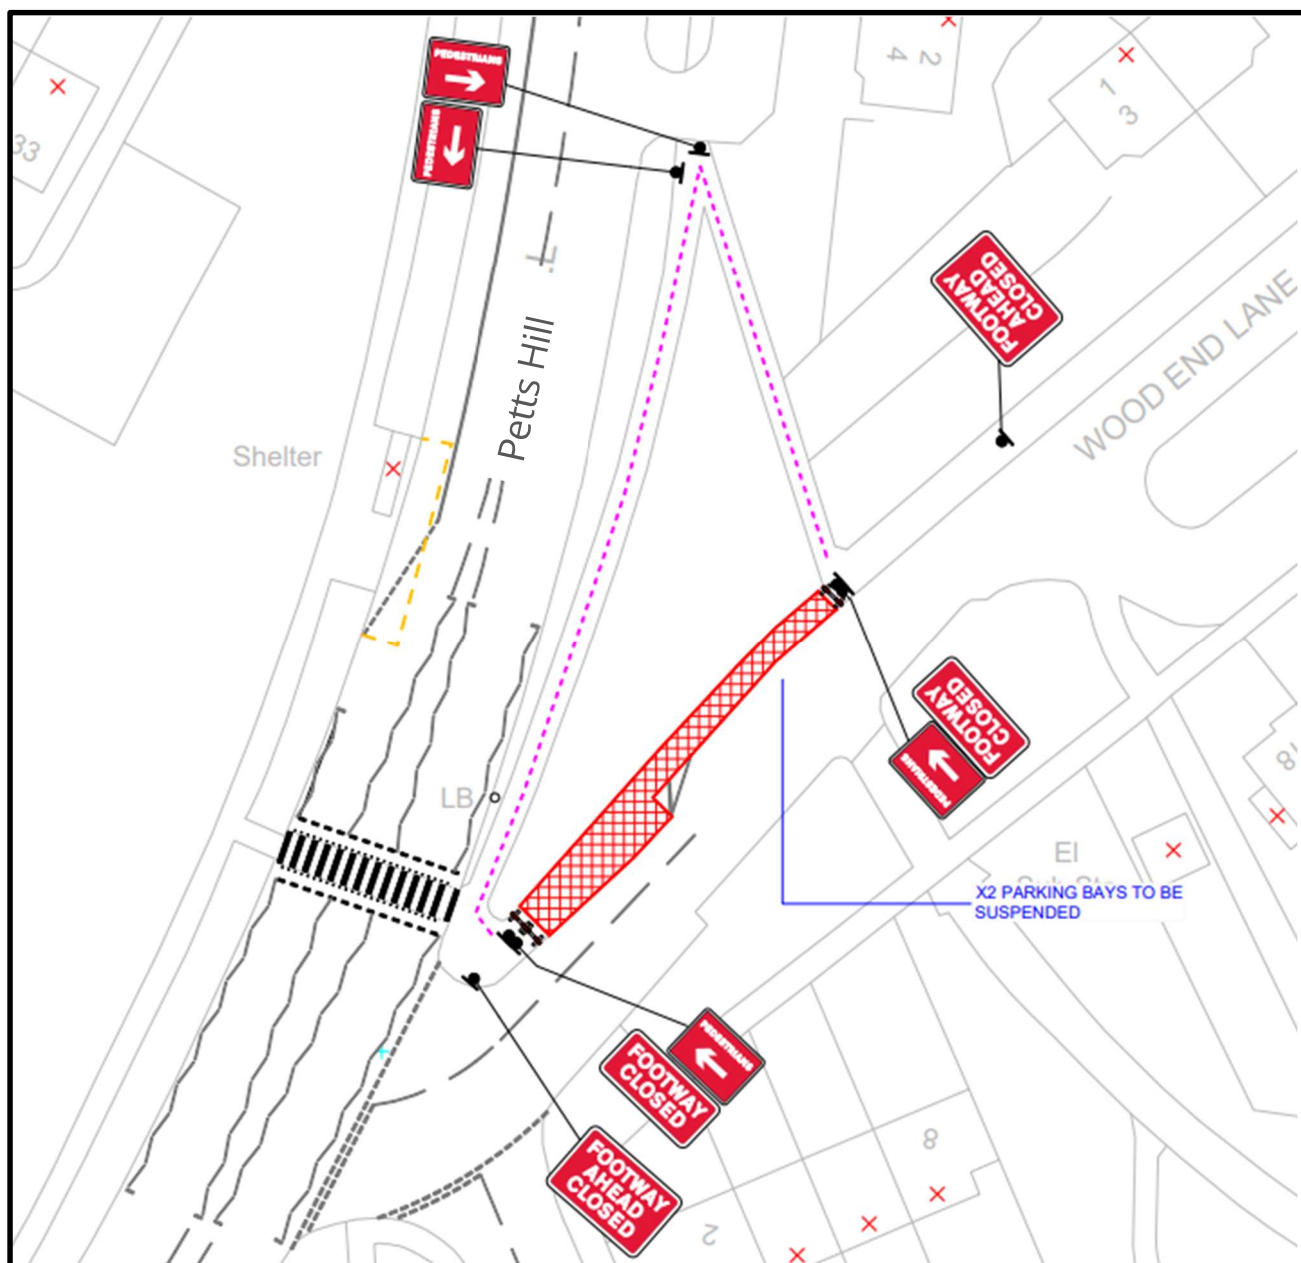 PEDESTRIANS
PEDESTRIANS
2
4
1
3
33
FOOTWAY
AHEAD
CLOSED
WOOD END LANE
Petts Hill
Shelter
FOOTWAY
CLOSED
PEDESTRIANS
18
LB
El
X2 PARKING BAYS TO BE
SUSPENDED
PEDESTRIANS
FOOTWAY
CLOSED
FOOTWAY
AHEAD
CLOSED
8
2